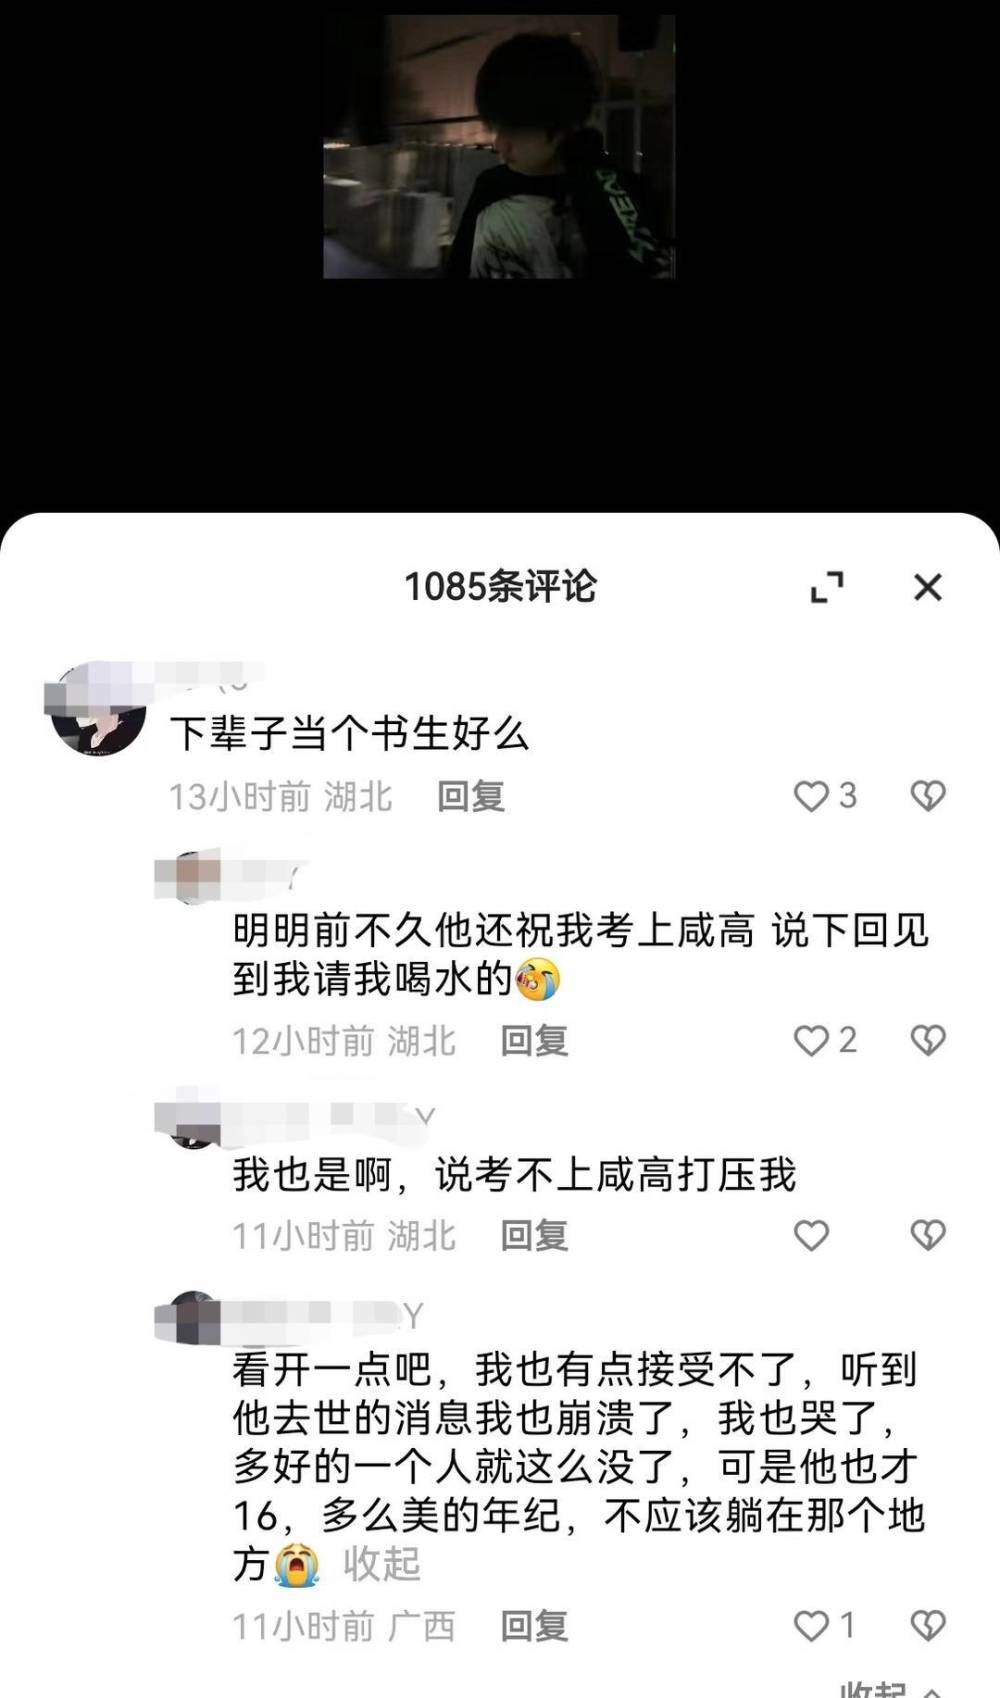 1085条评论
下辈子当个书生好么
13小时前 湖北 回复 3
明明前不久他还祝我考上咸高 说下回见
到我请我喝水的😭
12小时前 湖北 回复 2
Y
我也是啊，说考不上咸高打压我
11小时前 湖北 回复
Y
看开一点吧，我也有点接受不了，听到
他去世的消息我也崩溃了，我也哭了，
多好的一个人就这么没了，可是他也才
16，多么美的年纪，不应该躺在那个地
方😭 收起
11小时前 广西 回复 1
收起